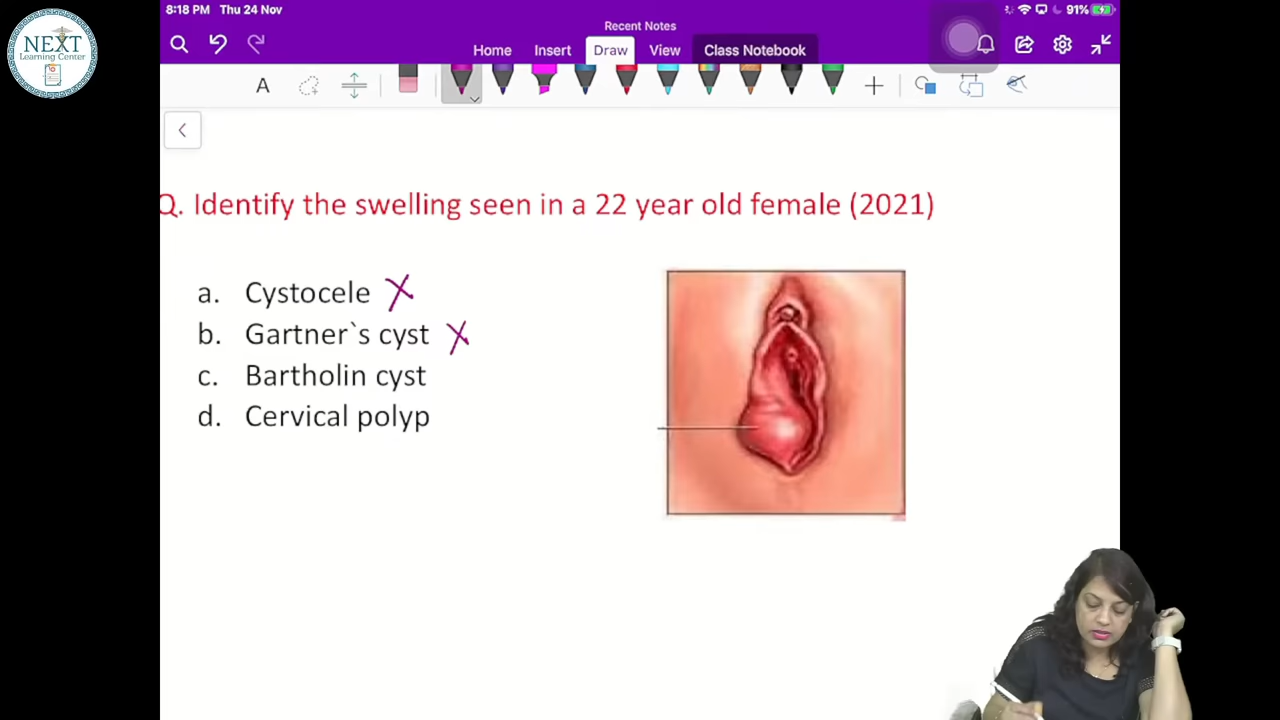 8:18 PM Thu 24 Nov
91%
Recent Notes
Home Insert Draw View Class Notebook
NEXT
Learning Center
A
Q. Identify the swelling seen in a 22 year old female (2021)
a. Cystocele X
b. Gartner`s cyst X
c. Bartholin cyst
d. Cervical polyp